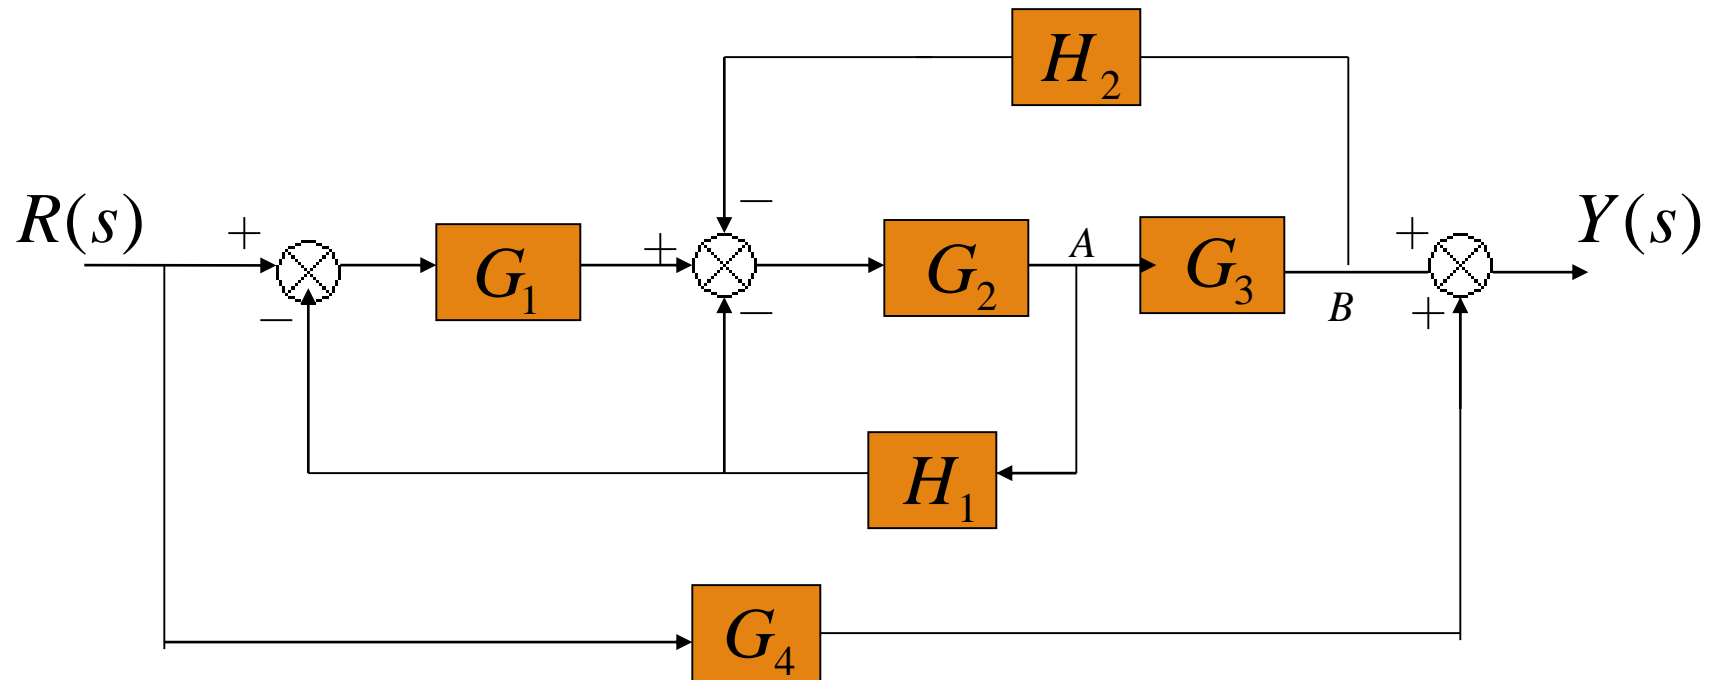 H₂
R(s) + − Y(s)
G₁ + G₂ A G₃ +
− − B +
H₁
G₄